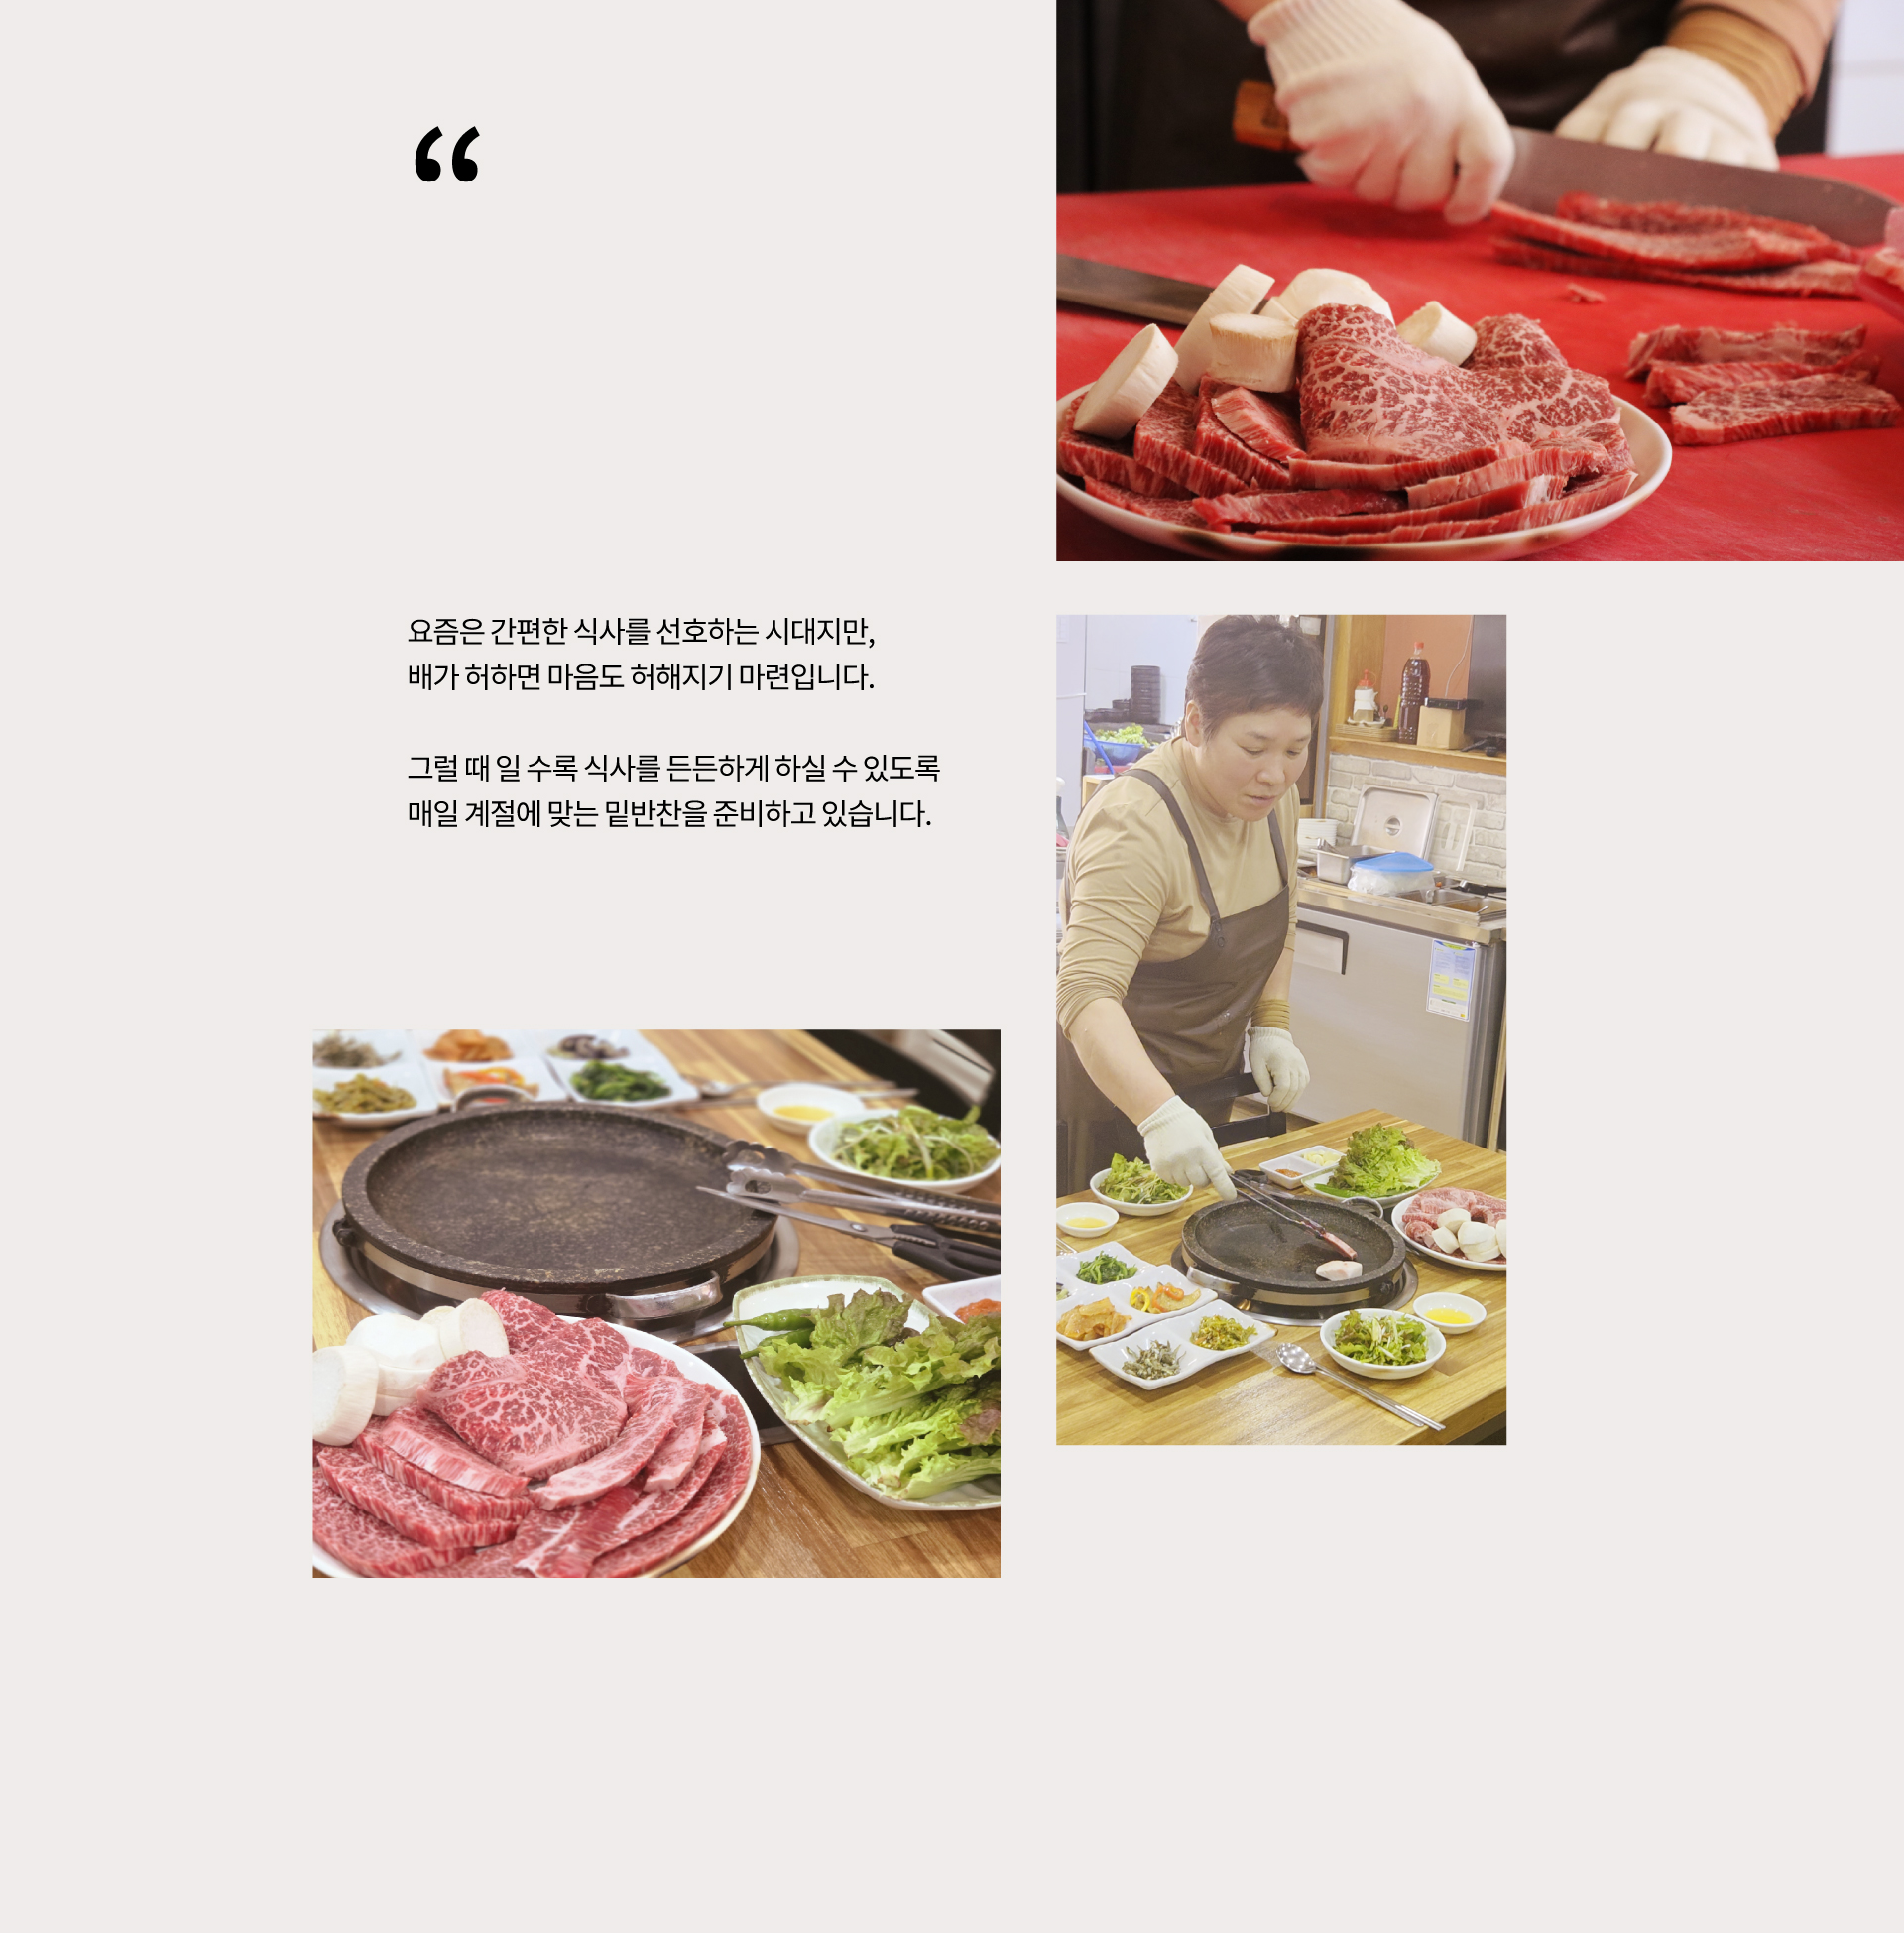 “
요즘은 간편한 식사를 선호하는 시대지만,
배가 허하면 마음도 허해지기 마련입니다.
그럴 때 일 수록 식사를 든든하게 하실 수 있도록
매일 계절에 맞는 밑반찬을 준비하고 있습니다.